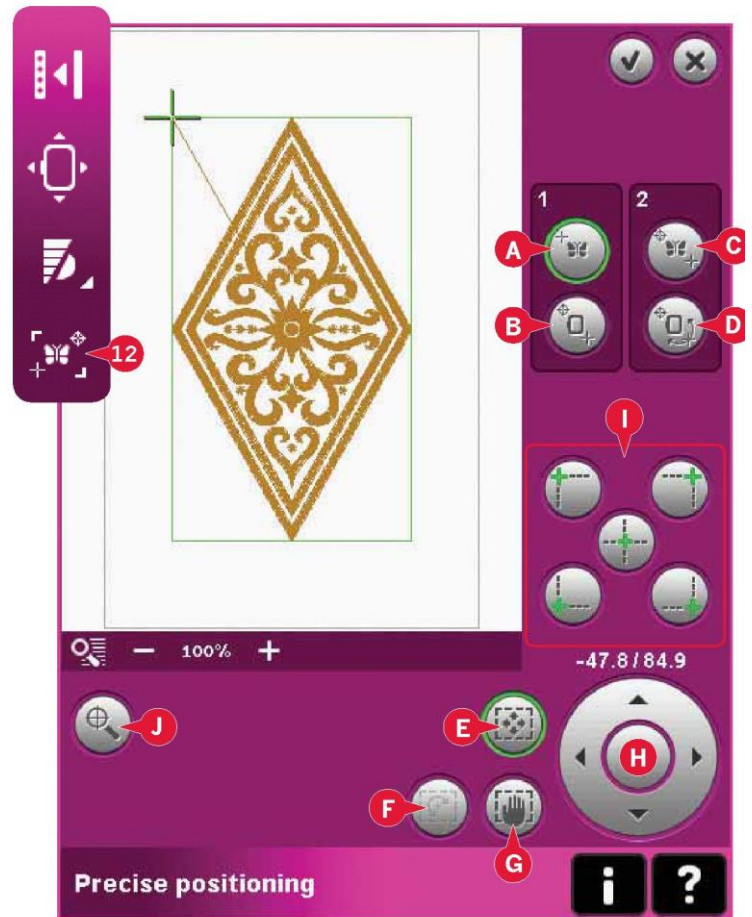 1
2
A
C
B
D
12
I
− 100% +
-47.8/84.9
J
E
H
F
G
Precise positioning
i ?